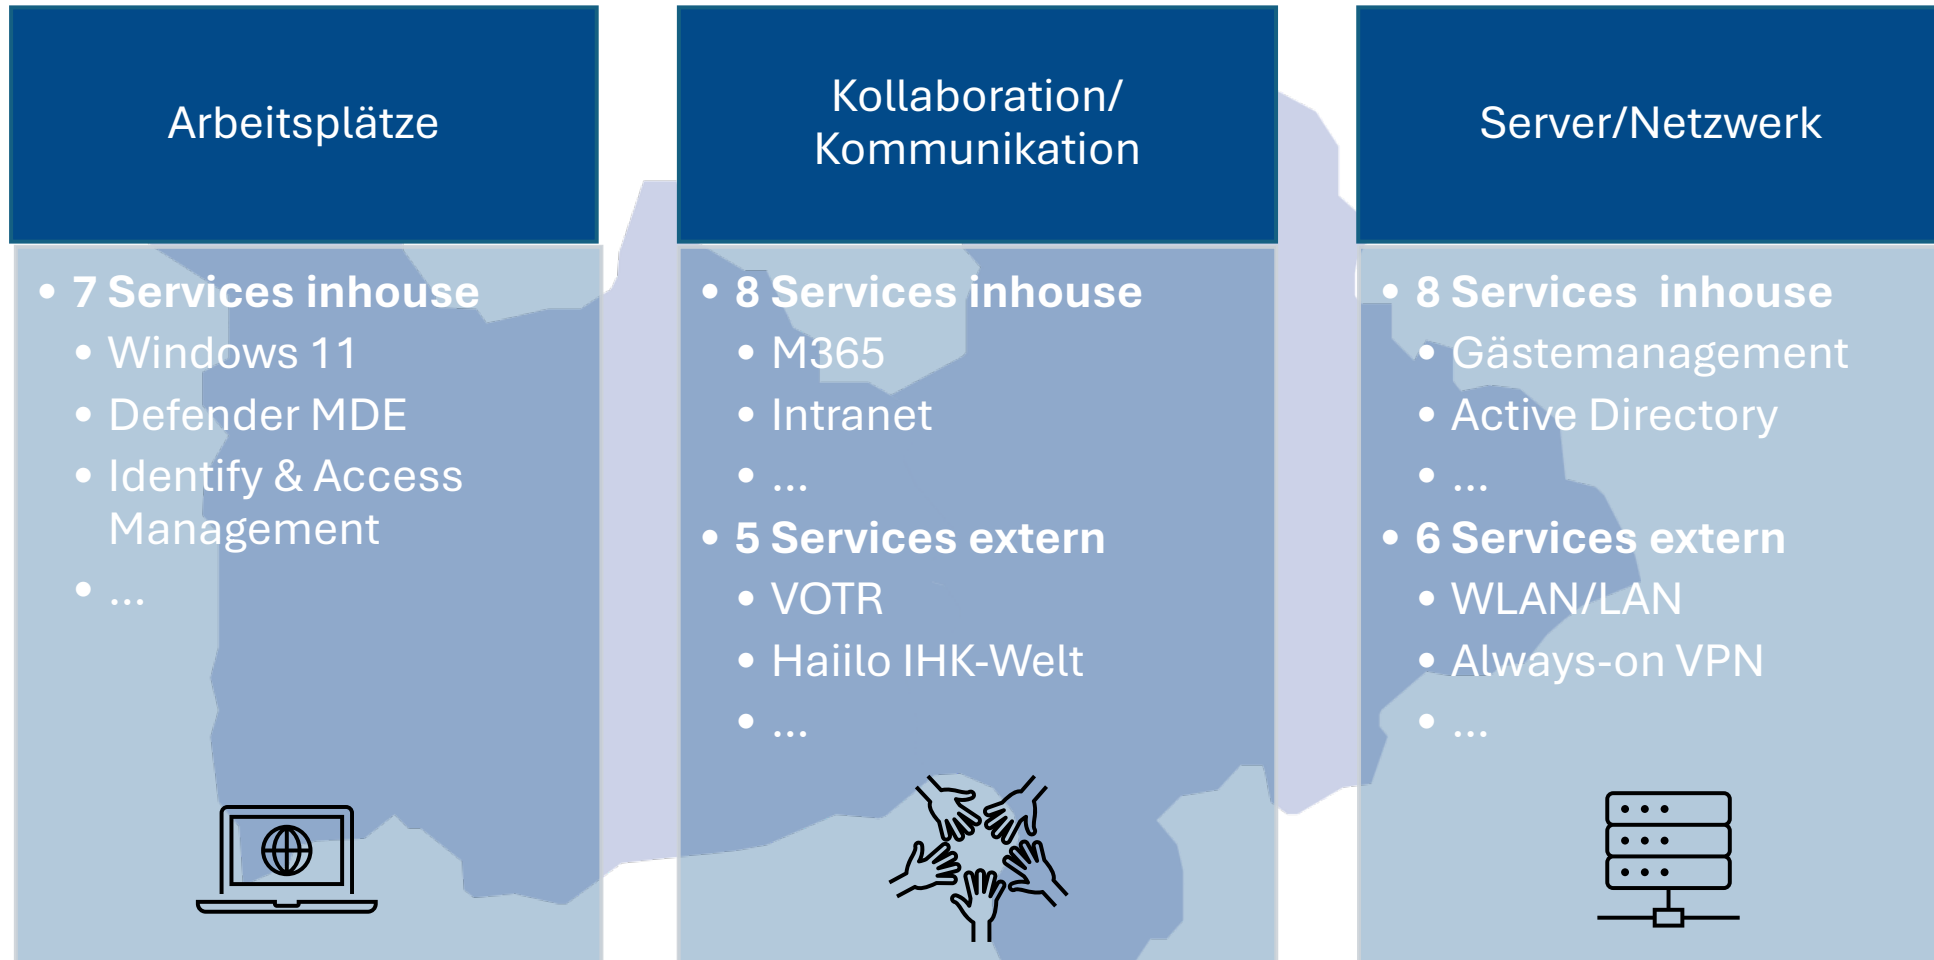 Arbeitsplätze
• 7 Services inhouse
• Windows 11
• Defender MDE
• Identify & Access
Management
• ...
Kollaboration/
Kommunikation
• 8 Services inhouse
• M365
• Intranet
• ...
• 5 Services extern
• VOTR
• Haiilo IHK-Welt
• ...
Server/Netzwerk
• 8 Services  inhouse
• Gästemanagement
• Active Directory
• ...
• 6 Services extern
• WLAN/LAN
• Always-on VPN
• ...